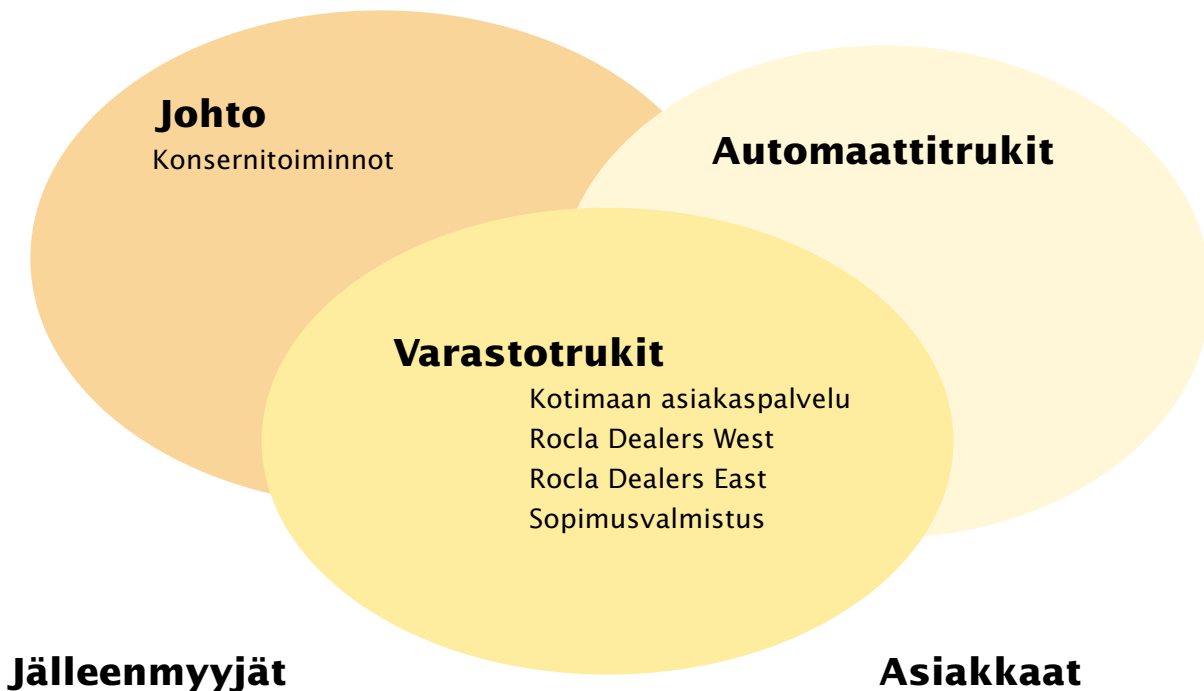 Johto
Konsernitoiminnot
Automaattitrukit
Varastotrukit
Kotimaan asiakaspalvelu
Rocla Dealers West
Rocla Dealers East
Sopimusvalmistus
Jälleenmyyjät
Asiakkaat